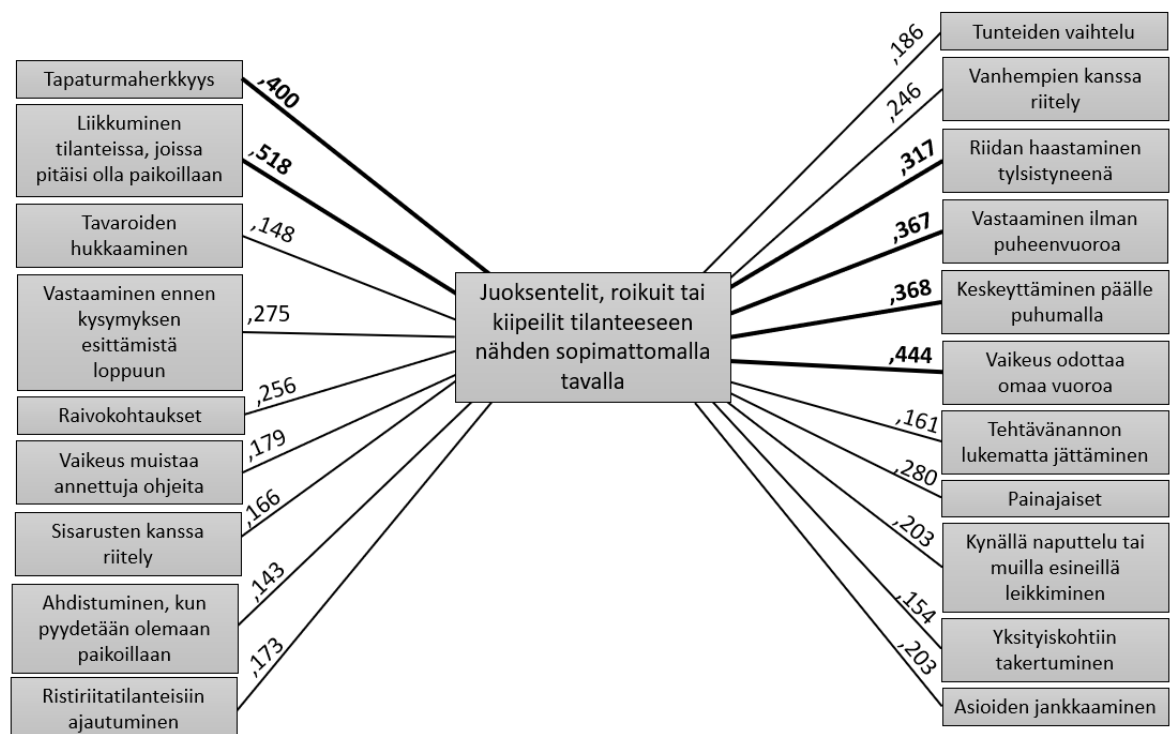 Tapaturmaherkkyys
,400
Liikkuminen
tilanteissa, joissa
pitäisi olla paikoillaan
,518
Tavaroiden
hukkaaminen
,148
Vastaaminen ennen
kysymyksen
esittämistä
loppuun
,275
Raivokohtaukset
,256
Vaikeus muistaa
annettuja ohjeita
,179
Sisarusten kanssa
riitely
,166
Ahdistuminen, kun
pyydetään olemaan
paikoillaan
,143
Ristiriitatilanteisiin
ajautuminen
,173
Juoksentelit, roikuit tai
kiipeilit tilanteeseen
nähden sopimattomalla
tavalla
,186
Tunteiden vaihtelu
,246
Vanhempien kanssa
riitely
,317
Riidan haastaminen
tylsistyneenä
,367
Vastaaminen ilman
puheenvuoroa
,368
Keskeyttäminen päälle
puhumalla
,444
Vaikeus odottaa
omaa vuoroa
,161
Tehtävänannon
lukematta jättäminen
,280
Painajaiset
,203
Kynällä naputtelu tai
muilla esineillä
leikkiminen
,154
Yksityiskohtiin
takertuminen
,203
Asioiden jankkaaminen